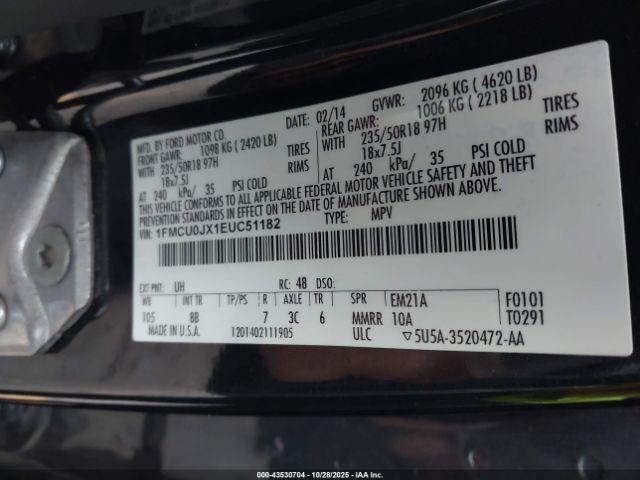 MFD. BY FORD MOTOR CO.
DATE: 02/14 GVWR: 2096 KG ( 4620 LB)
FRONT GAWR: 1098 KG ( 2420 LB) REAR GAWR: 1006 KG ( 2218 LB)
WITH 235/50R18 97H WITH 235/50R18 97H TIRES
18x7.5J 18x7.5J RIMS
AT 240 kPa/ 35 PSI COLD AT 240 kPa/ 35 PSI COLD
THIS VEHICLE CONFORMS TO ALL APPLICABLE FEDERAL MOTOR VEHICLE SAFETY AND THEFT
PREVENTION STANDARDS IN EFFECT ON THE DATE OF MANUFACTURE SHOWN ABOVE.
VIN: 1FMCU0JX1EUC51182 TYPE: MPV
EXT PNT: UH RC: 48 DSO:
WB INT TR TP/PS R AXLE TR SPR EM21A F0101
105 BB 7 3C 6 MMRR 10A T0291
MADE IN U.S.A. 1201402111905 ULC ▽5U5A-3520472-AA
000-43530704 | 10/28/2025 | IAAI, Inc.